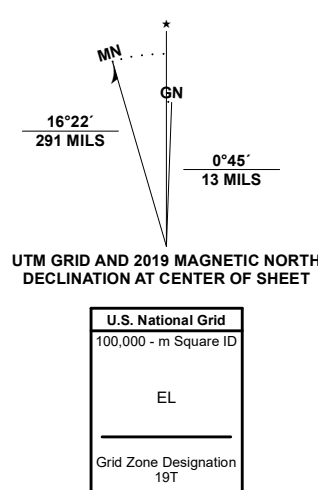 ★
MN
GN
16°22´
291 MILS
0°45´
13 MILS
UTM GRID AND 2019 MAGNETIC NORTH
DECLINATION AT CENTER OF SHEET
U.S. National Grid
100,000 - m Square ID
EL
Grid Zone Designation
19T